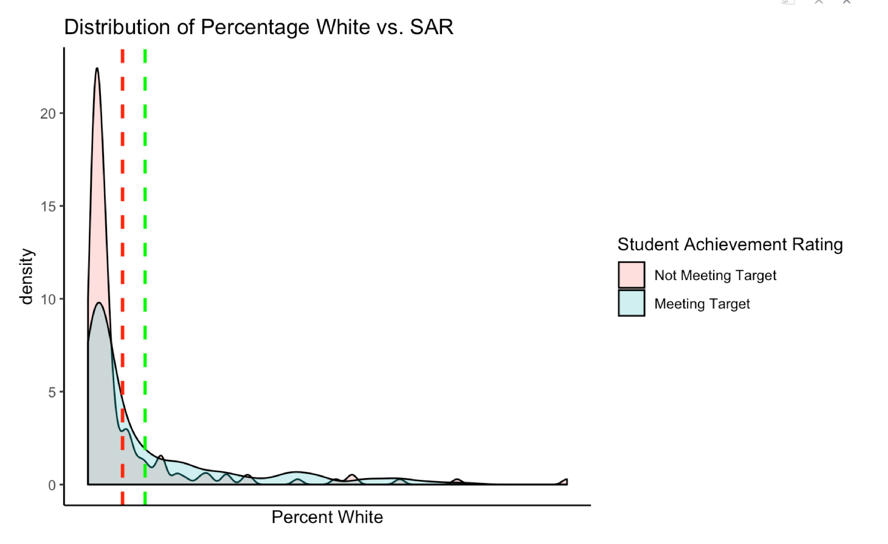 Distribution of Percentage White vs. SAR
20
15
10
5
0
density
Percent White
Student Achievement Rating
Not Meeting Target
Meeting Target